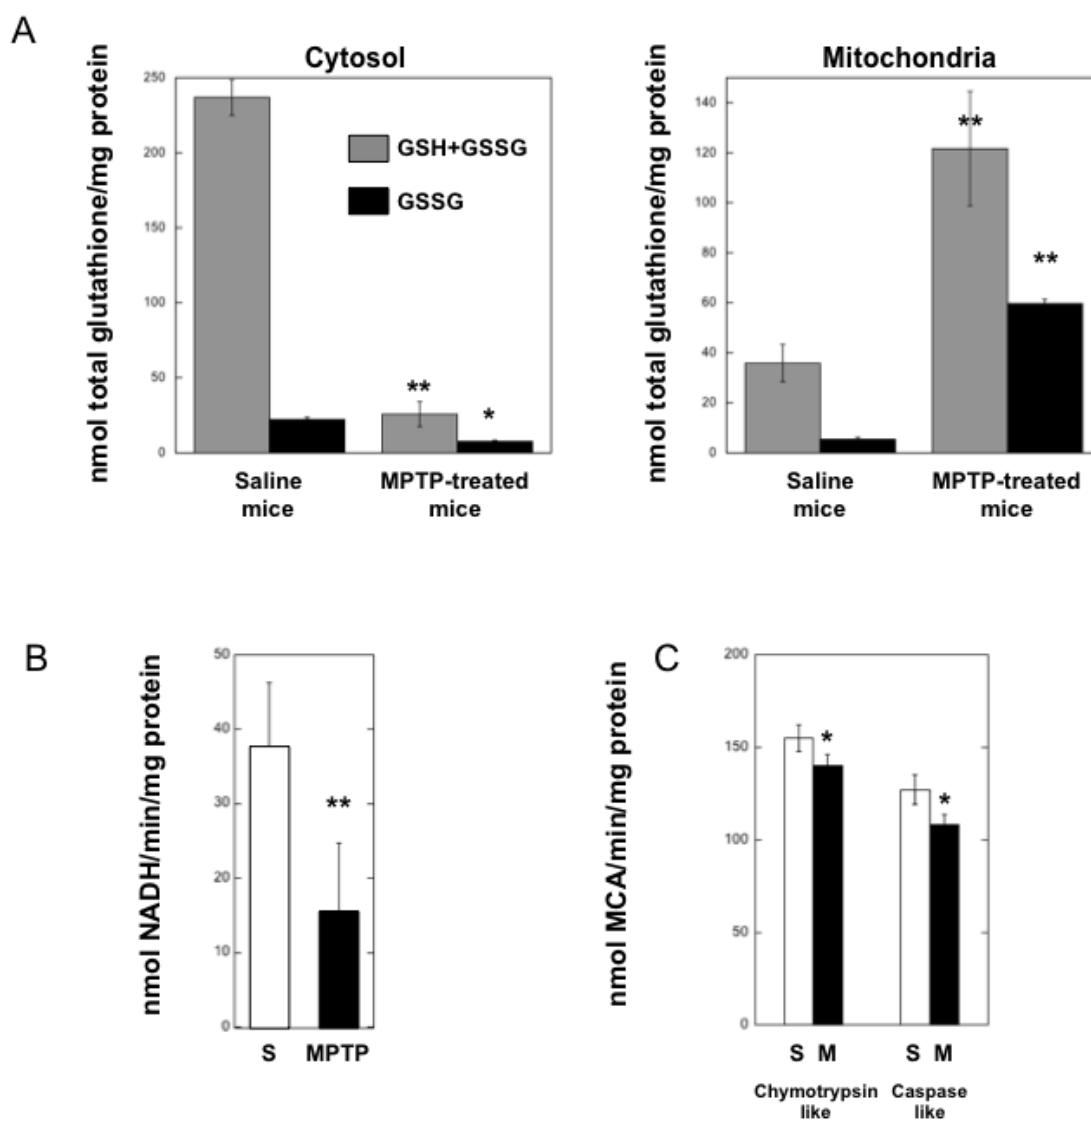 A
Cytosol
nmol total glutathione/mg protein
250
200
150
100
50
0
GSH+GSSG
GSSG
**
*
Saline
mice
MPTP-treated
mice
Mitochondria
nmol total glutathione/mg protein
140
120
100
80
60
40
20
0
**
**
Saline
mice
MPTP-treated
mice
B
nmol NADH/min/mg protein
50
40
30
20
10
0
**
S MPTP
C
nmol MCA/min/mg protein
200
150
100
50
0
*
*
S M S M
Chymotrypsin
like
Caspase
like